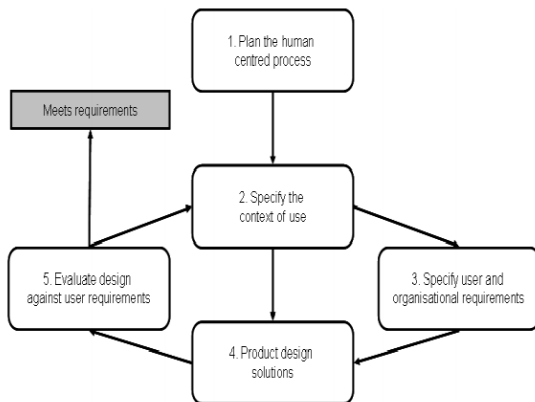 1. Plan the human
centred process
Meets requirements
2. Specify the
context of use
5. Evaluate design
against user requirements
3. Specify user and
organisational requirements
4. Product design
solutions